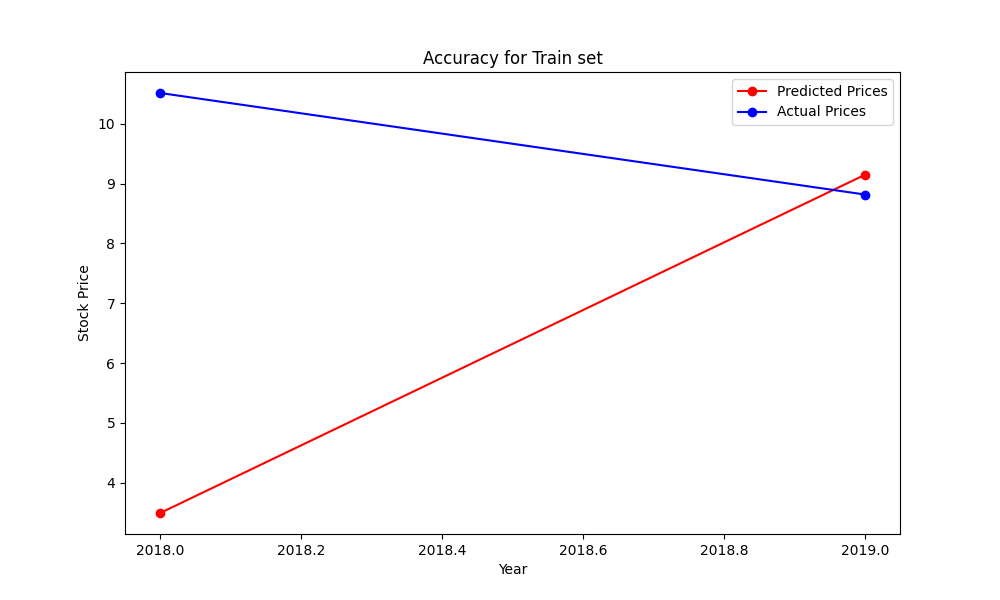 Accuracy for Train set
Predicted Prices
Actual Prices
Stock Price
10
9
8
7
6
5
4
2018.0
2018.2
2018.4
2018.6
2018.8
2019.0
Year